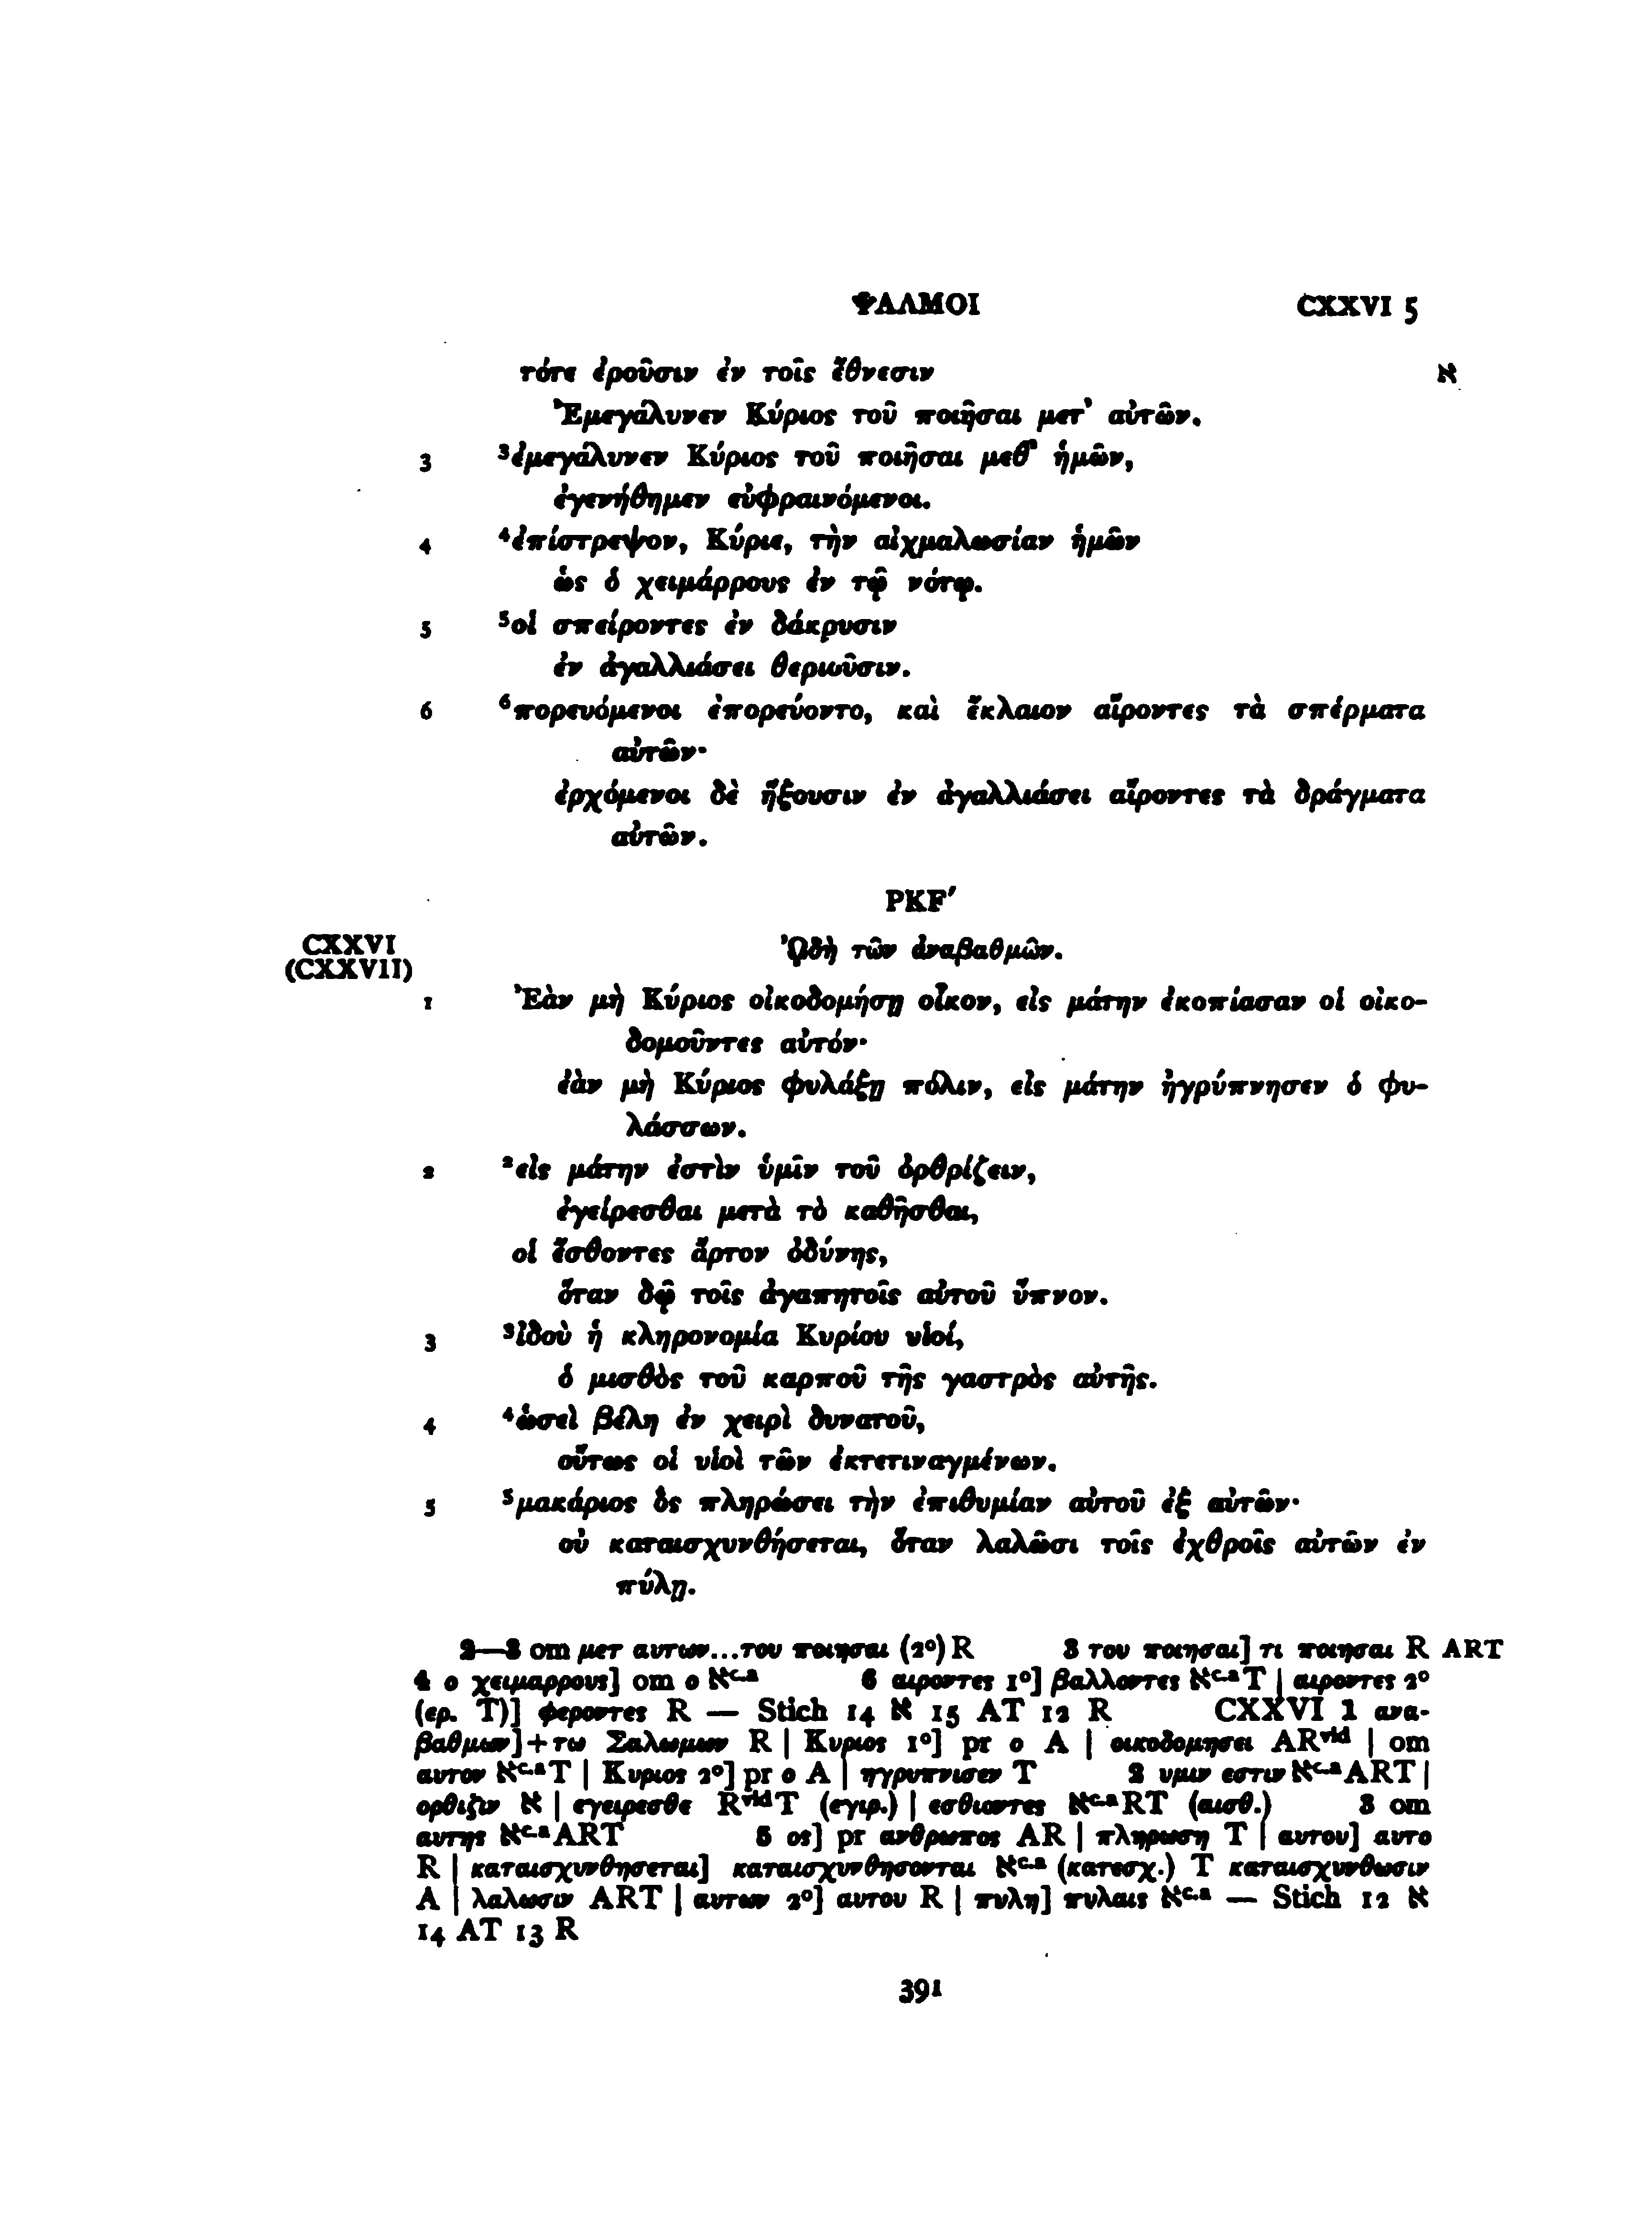 ΨΑΛΜΟΙ CXXVI 5
τότε ἐροῦσιν ἐν τοῖς ἔθνεσιν א
Ἐμεγάλυνεν Κύριος τοῦ ποιῆσαι μετ᾽ αὐτῶν.
3 ³ἐμεγάλυνεν Κύριος τοῦ ποιῆσαι μεθ᾽ ἡμῶν,
ἐγενήθημεν εὐφραινόμενοι.
4 ⁴ἐπίστρεψον, Κύριε, τὴν αἰχμαλωσίαν ἡμῶν
ὡς ὁ χειμάρρους ἐν τῷ νότῳ.
5 ⁵οἱ σπείροντες ἐν δάκρυσιν
ἐν ἀγαλλιάσει θεριοῦσιν.
6 ⁶πορευόμενοι ἐπορεύοντο, καὶ ἔκλαιον αἴροντες τὰ σπέρματα
αὐτῶν·
ἐρχόμενοι δὲ ἥξουσιν ἐν ἀγαλλιάσει αἴροντες τὰ δράγματα
αὐτῶν.
ΡΚϜ´
CXXVI Ὠδὴ τῶν ἀναβαθμῶν.
(CXXVII)
1 Ἐὰν μὴ Κύριος οἰκοδομήσῃ οἶκον, εἰς μάτην ἐκοπίασαν οἱ οἰκο-
δομοῦντες αὐτόν·
ἐὰν μὴ Κύριος φυλάξῃ πόλιν, εἰς μάτην ἠγρύπνησεν ὁ φυ-
λάσσων.
2 ²εἰς μάτην ἐστὶν ὑμῖν τοῦ ὀρθρίζειν,
ἐγείρεσθαι μετὰ τὸ καθῆσθαι,
οἱ ἔσθοντες ἄρτον ὀδύνης,
ὅταν δῷ τοῖς ἀγαπητοῖς αὐτοῦ ὕπνον.
3 ³ἰδοὺ ἡ κληρονομία Κυρίου υἱοί,
ὁ μισθὸς τοῦ καρποῦ τῆς γαστρὸς αὐτῆς.
4 ⁴ὡσεὶ βέλη ἐν χειρὶ δυνατοῦ,
οὕτως οἱ υἱοὶ τῶν ἐκτετιναγμένων.
5 ⁵μακάριος ὃς πληρώσει τὴν ἐπιθυμίαν αὐτοῦ ἐξ αὐτῶν·
οὐ καταισχυνθήσεται, ὅταν λαλῶσι τοῖς ἐχθροῖς αὐτῶν ἐν
πύλῃ.
2—3 om μετ αυτων...του ποιησαι (2°) R 3 του ποιησαι] τι ποιησαι R ART
4 ο χειμαρρους] om ο א c.a 6 αιροντες 1°] βαλλοντες א c.a T | αιροντες 2°
(ερ. T)] φεροντες R — Stich 14 א 15 AT 12 R CXXVI 1 ανα-
βαθμων]+τω Σαλωμων R | Κυριος 1°] pr ο A | οικοδομησει AR vid | om
αυτον א c.a T | Κυριος 2°] pr ο A | ηγρυπνισεν T 2 υμιν εστιν א c.a ART |
ορθιζιν א | εγειρεσθε R vid T (εγιρ.) | εσθιοντες א c.a RT (αισθ.) 3 om
αυτης א c.a ART 5 ος] pr ανθρωπος AR | πληρωση T | αυτου] αυτο
R | καταισχυνθησεται] καταισχυνθησονται א c.a (κατεσχ.) T καταισχυνθωσιν
A | λαλωσιν ART | αυτων 2°] αυτου R | πυλη] πυλαις א c.a — Stich 12 א
14 AT 13 R
391